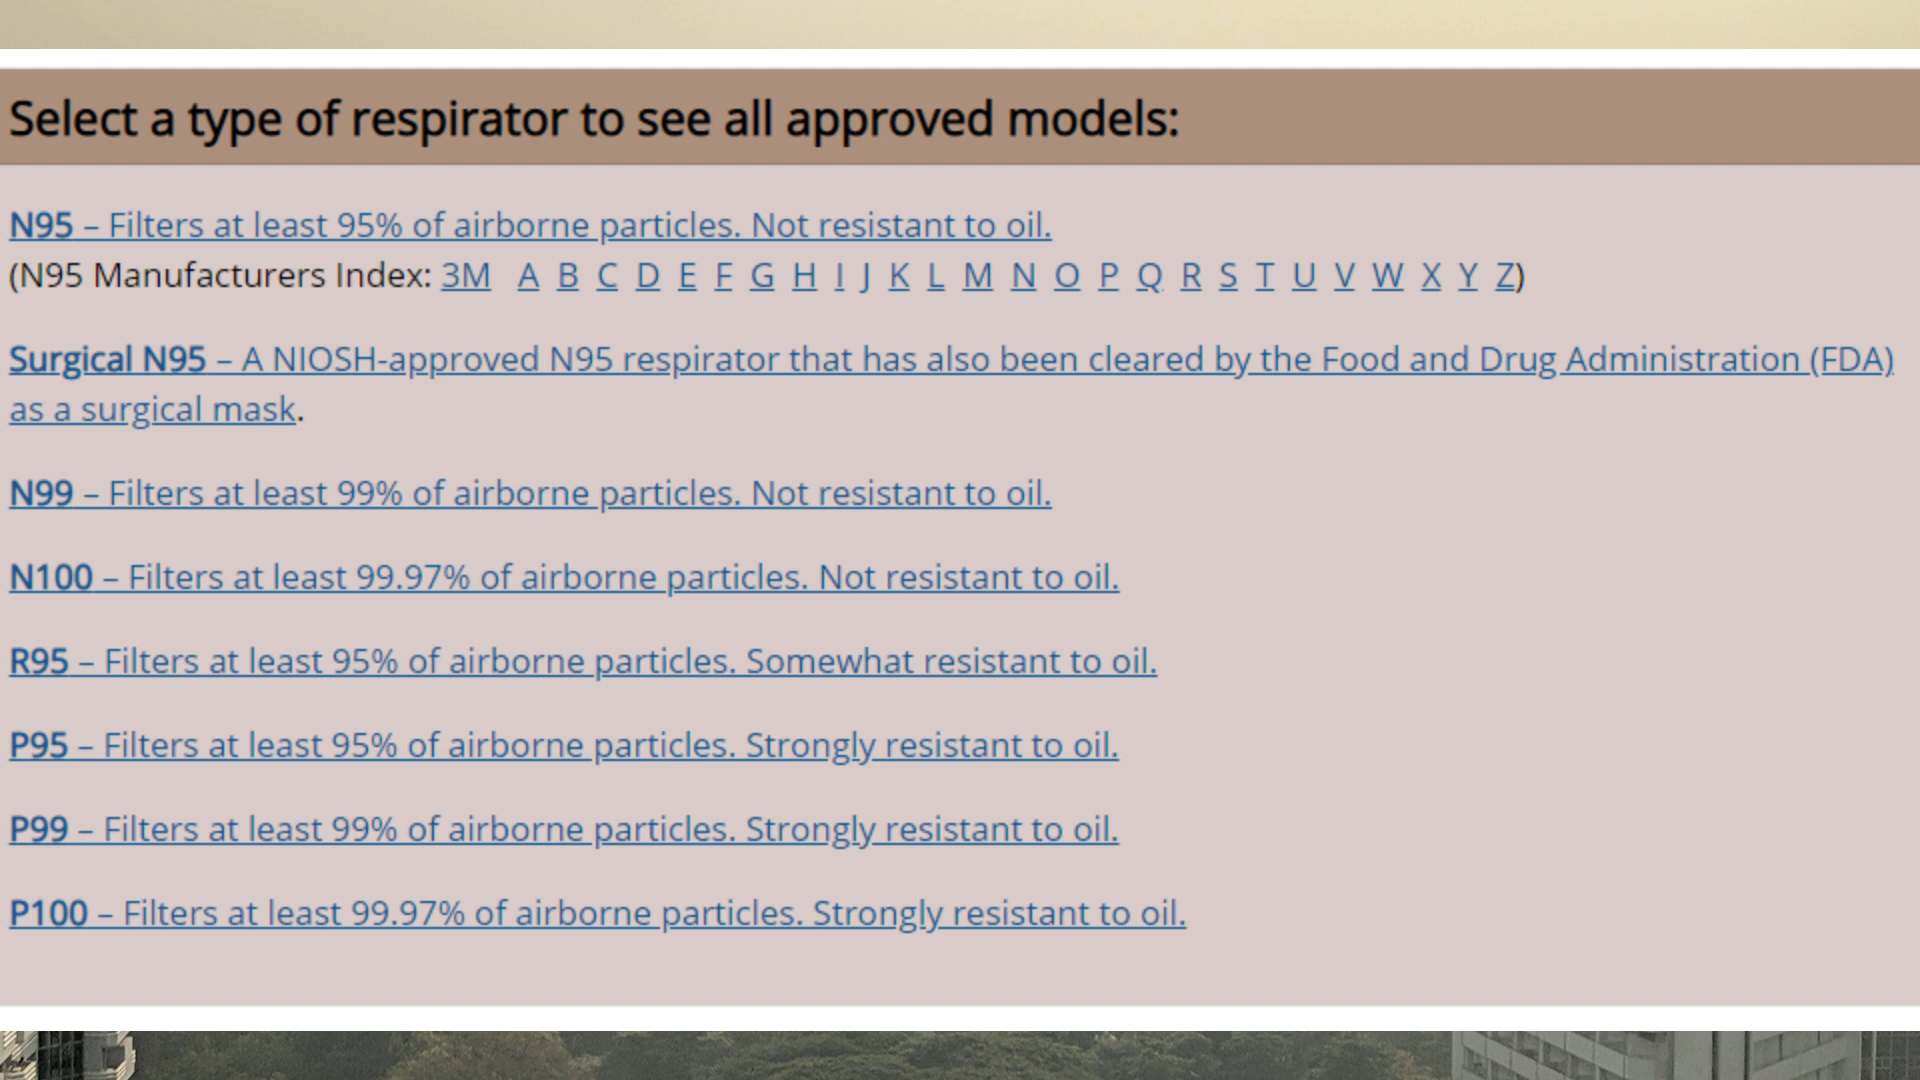 Select a type of respirator to see all approved models:
N95 – Filters at least 95% of airborne particles. Not resistant to oil.
(N95 Manufacturers Index: 3M A B C D E F G H I J K L M N O P Q R S T U V W X Y Z)
Surgical N95 – A NIOSH-approved N95 respirator that has also been cleared by the Food and Drug Administration (FDA)
as a surgical mask.
N99 – Filters at least 99% of airborne particles. Not resistant to oil.
N100 – Filters at least 99.97% of airborne particles. Not resistant to oil.
R95 – Filters at least 95% of airborne particles. Somewhat resistant to oil.
P95 – Filters at least 95% of airborne particles. Strongly resistant to oil.
P99 – Filters at least 99% of airborne particles. Strongly resistant to oil.
P100 – Filters at least 99.97% of airborne particles. Strongly resistant to oil.